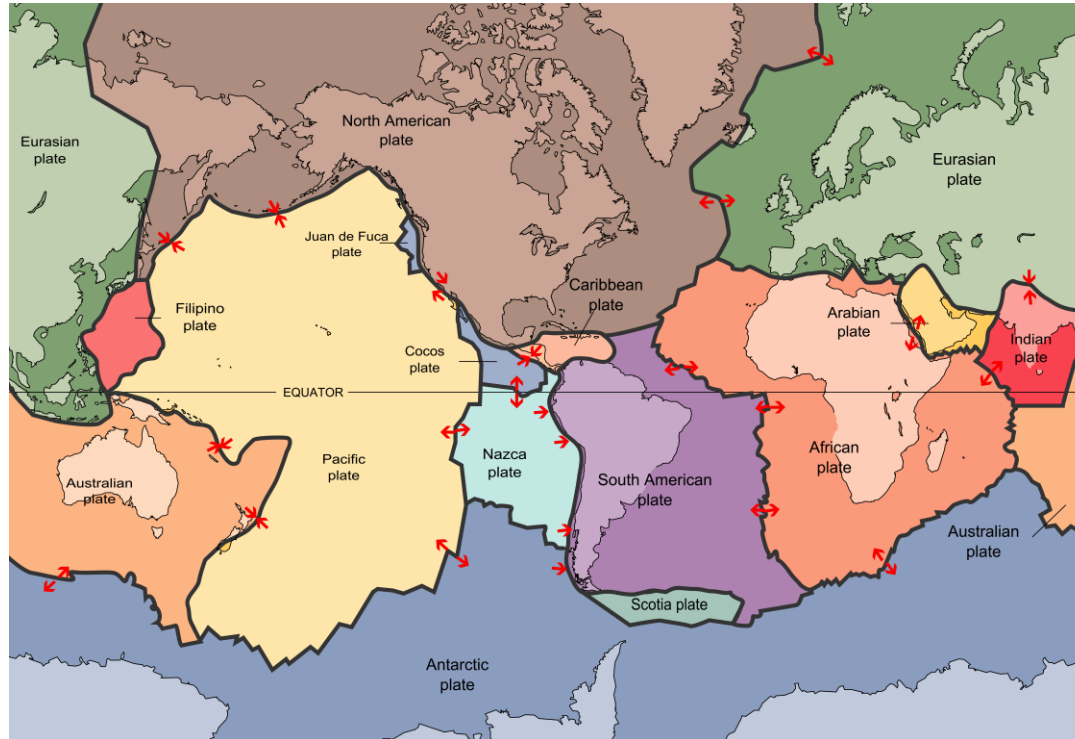 North American
plate
Eurasian
plate
Eurasian
plate
Juan de Fuca
plate
Caribbean
plate
Filipino
plate
Arabian
plate
Indian
plate
Cocos
plate
EQUATOR
Pacific
plate
Nazca
plate
South American
plate
African
plate
Australian
plate
Australian
plate
Scotia plate
Antarctic
plate